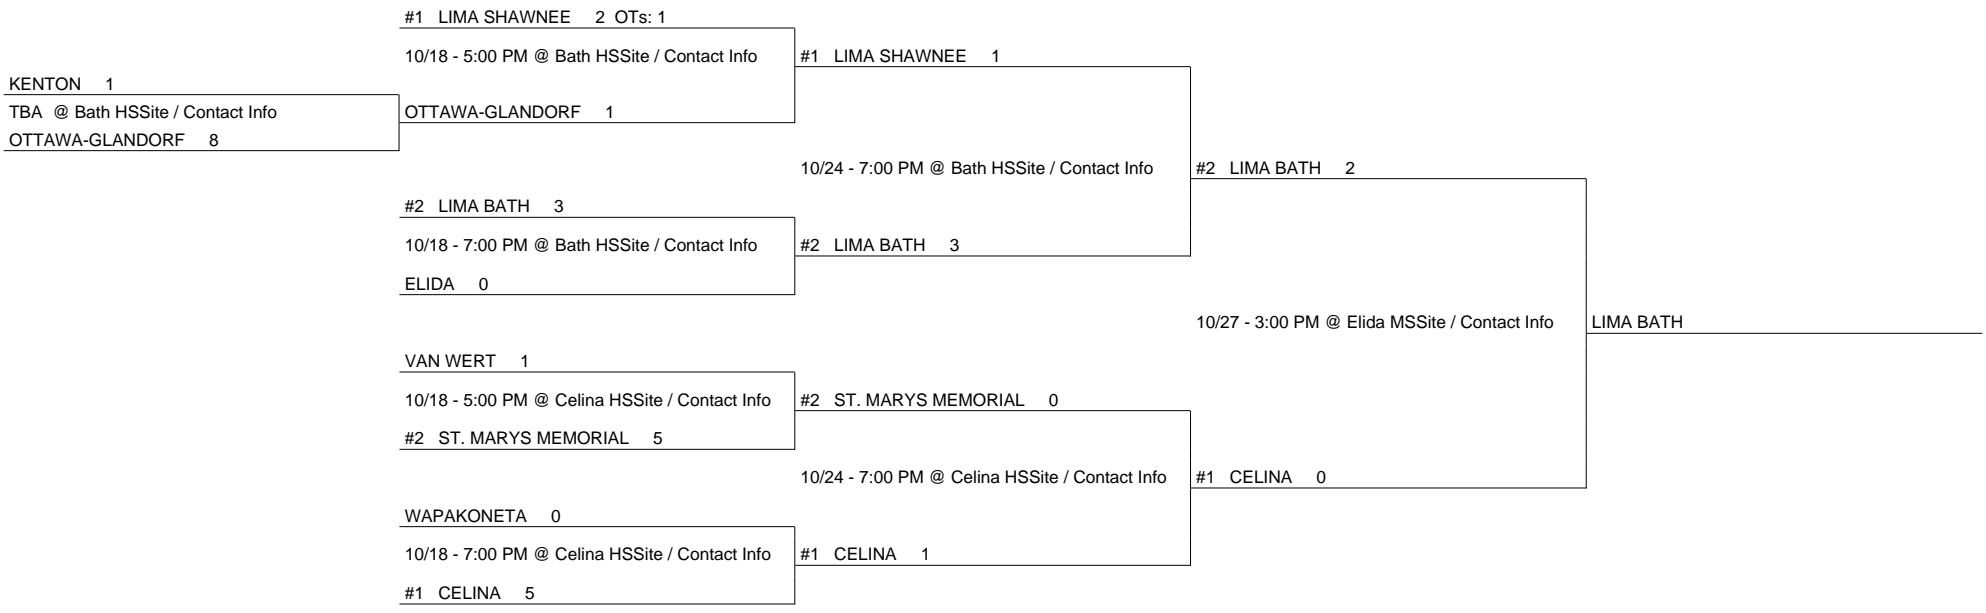 #1 LIMA SHAWNEE 2 OTs: 1
10/18 - 5:00 PM @ Bath HSSite / Contact Info
#1 LIMA SHAWNEE 1
KENTON 1
TBA @ Bath HSSite / Contact Info
OTTAWA-GLANDORF 1
OTTAWA-GLANDORF 8
10/24 - 7:00 PM @ Bath HSSite / Contact Info
#2 LIMA BATH 2
#2 LIMA BATH 3
10/18 - 7:00 PM @ Bath HSSite / Contact Info
#2 LIMA BATH 3
ELIDA 0
10/27 - 3:00 PM @ Elida MSSite / Contact Info
LIMA BATH
VAN WERT 1
10/18 - 5:00 PM @ Celina HSSite / Contact Info
#2 ST. MARYS MEMORIAL 0
#2 ST. MARYS MEMORIAL 5
10/24 - 7:00 PM @ Celina HSSite / Contact Info
#1 CELINA 0
WAPAKONETA 0
10/18 - 7:00 PM @ Celina HSSite / Contact Info
#1 CELINA 1
#1 CELINA 5